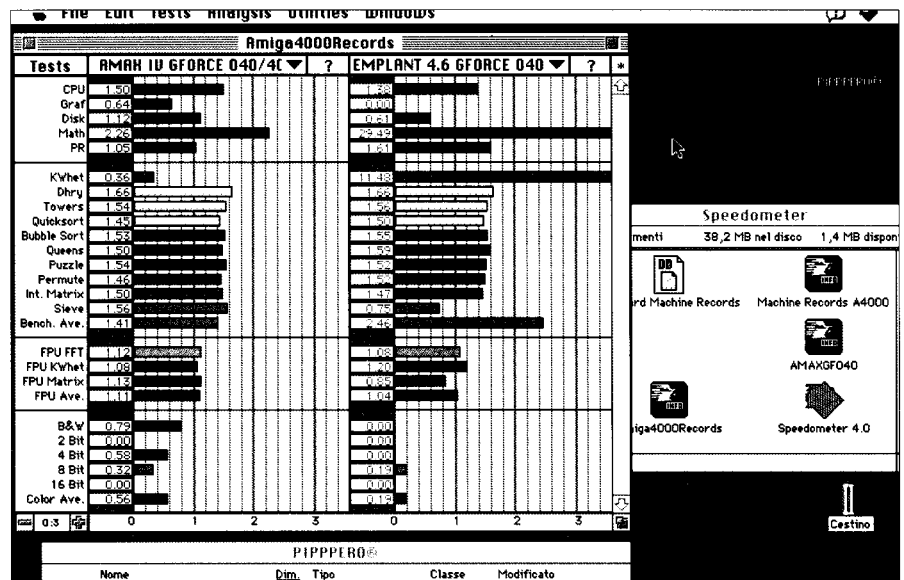 File Edit Tests Analysis Utilities Windows
Amiga4000Records
Tests AMAX IV GFORCE 040/40 ? EMPLANT 4.6 GFORCE 040 ? *
CPU 1.50 1.38
Graf 0.64 0.00
Disk 1.12 0.61
Math 2.26 29.49
PR 1.05 1.61
KWhet 0.36 11.48
Dhry 1.66 1.66
Towers 1.54 1.56
Quicksort 1.45 1.50
Bubble Sort 1.53 1.55
Queens 1.50 1.59
Puzzle 1.54 1.52
Permute 1.46
Int. Matrix 1.50 1.47
Sieve 1.56 0.75
Bench. Ave. 1.41 2.46
FPU FFT 1.12 1.08
FPU KWhet 1.08 1.20
FPU Matrix 1.13 0.85
FPU Ave. 1.11 1.04
B&W 0.79 0.00
2 Bit 0.00 0.00
4 Bit 0.58 0.00
8 Bit 0.32 0.19
16 Bit 0.00 0.00
Color Ave. 0.56 0.19
0:3 0 1 2 3 0 1 2 3
PIPPPERO®
Speedometer
menti 38,2 MB nel disco 1,4 MB dispon
rd Machine Records
Machine Records A4000
AMAXGFO40
iga4000Records
Speedometer 4.0
Cestino
PIPPPERO®
Nome Dim. Tipo Classe Modificato